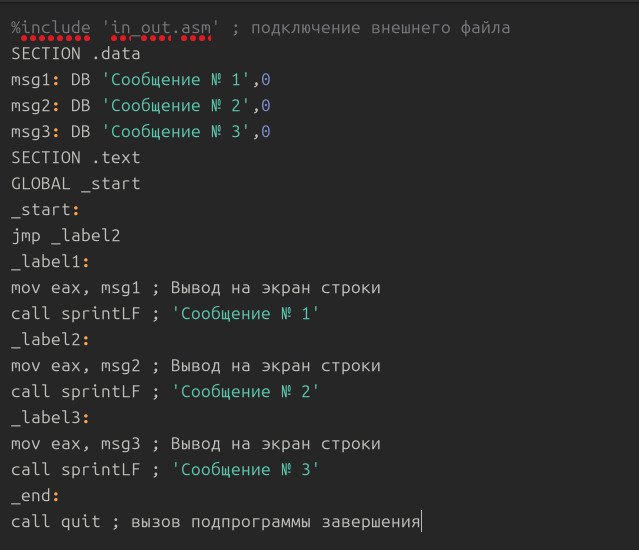 %include 'in_out.asm' ; подключение внешнего файла
SECTION .data
msg1: DB 'Сообщение № 1',0
msg2: DB 'Сообщение № 2',0
msg3: DB 'Сообщение № 3',0
SECTION .text
GLOBAL _start
_start:
jmp _label2
_label1:
mov eax, msg1 ; Вывод на экран строки
call sprintLF ; 'Сообщение № 1'
_label2:
mov eax, msg2 ; Вывод на экран строки
call sprintLF ; 'Сообщение № 2'
_label3:
mov eax, msg3 ; Вывод на экран строки
call sprintLF ; 'Сообщение № 3'
_end:
call quit ; вызов подпрограммы завершения